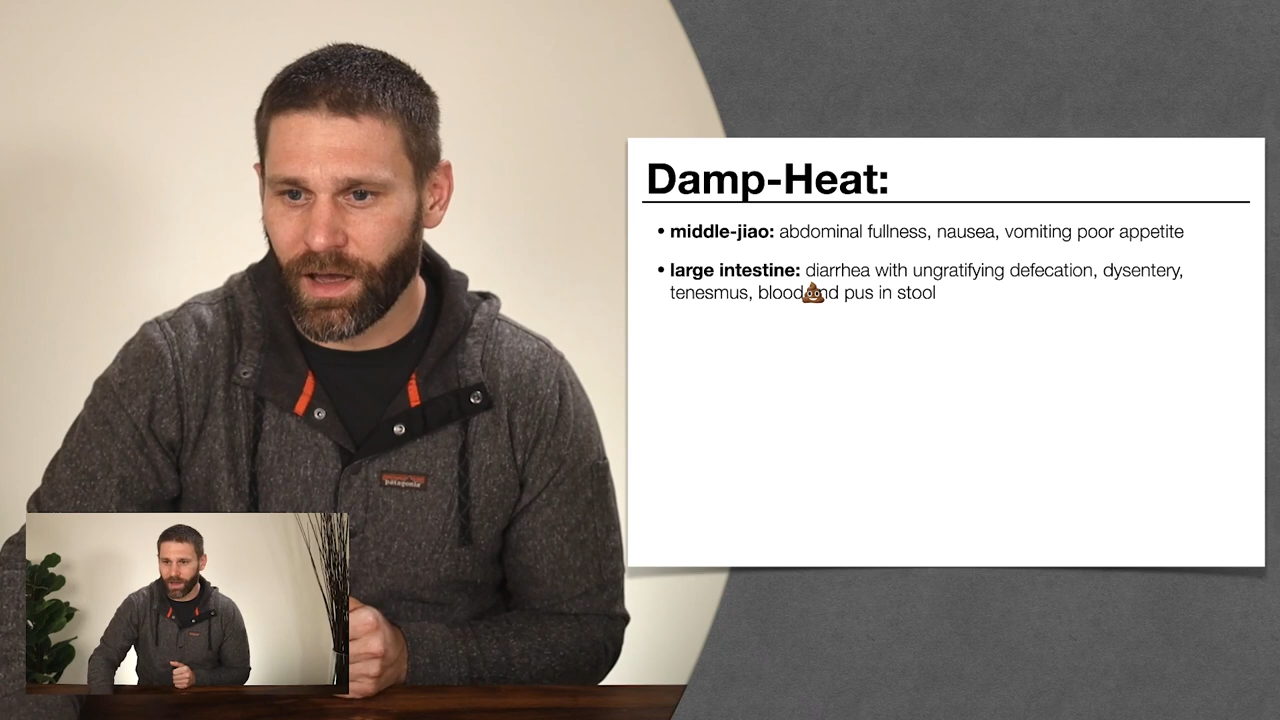 Damp-Heat:
• middle-jiao: abdominal fullness, nausea, vomiting poor appetite
• large intestine: diarrhea with ungratifying defecation, dysentery,
tenesmus, blood💩nd pus in stool
patagonia